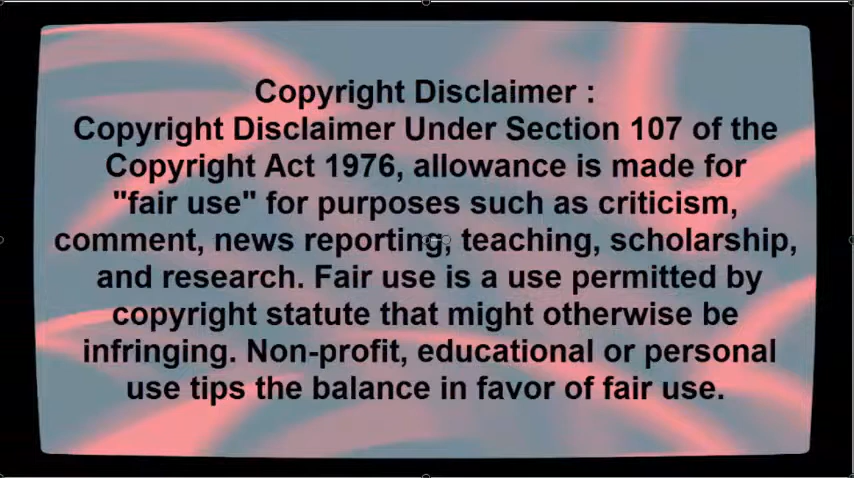 Copyright Disclaimer :
Copyright Disclaimer Under Section 107 of the
Copyright Act 1976, allowance is made for
"fair use" for purposes such as criticism,
comment, news reporting, teaching, scholarship,
and research. Fair use is a use permitted by
copyright statute that might otherwise be
infringing. Non-profit, educational or personal
use tips the balance in favor of fair use.